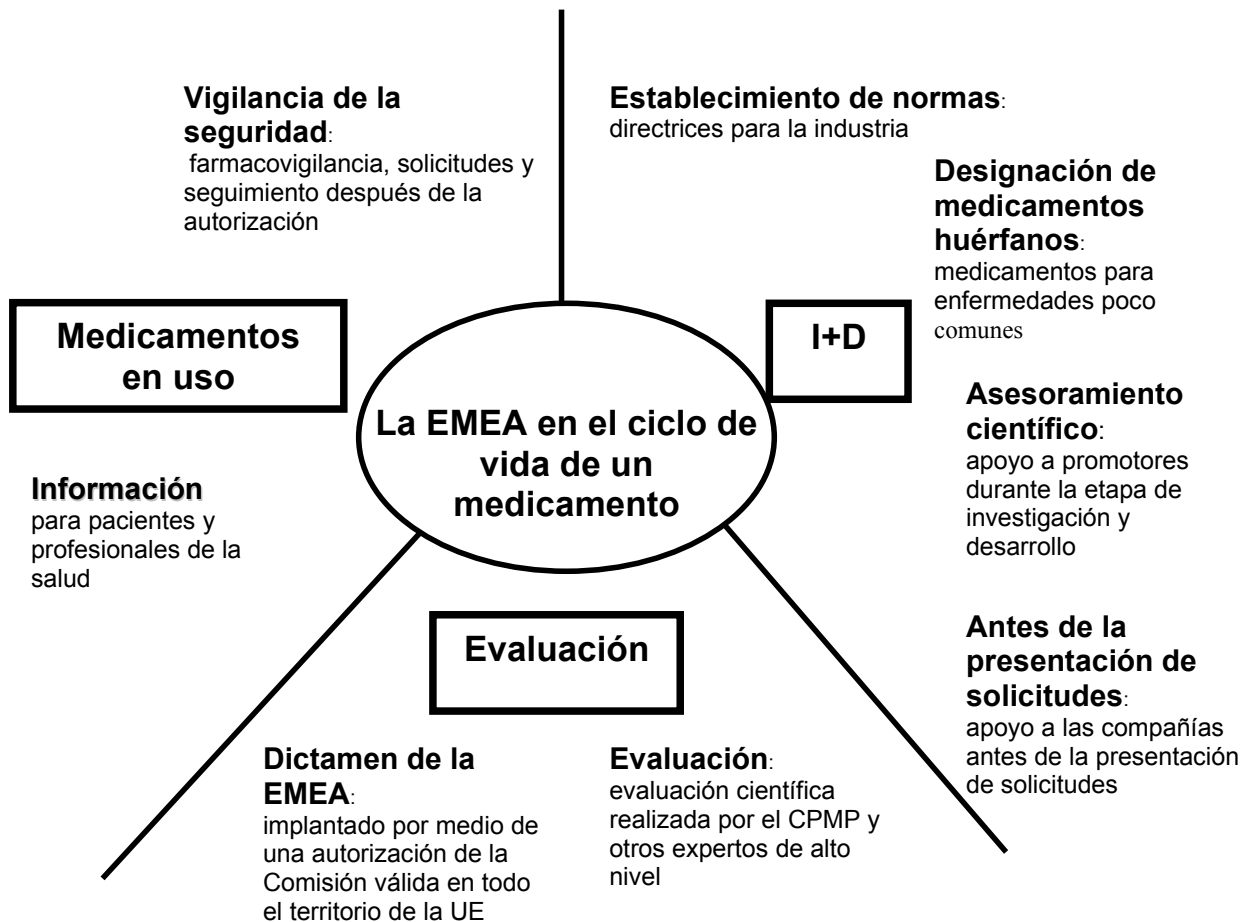 Vigilancia de la
seguridad:
farmacovigilancia, solicitudes y
seguimiento después de la
autorización
Establecimiento de normas:
directrices para la industria
Designación de
medicamentos
huérfanos:
medicamentos para
enfermedades poco
comunes
Medicamentos
en uso
I+D
La EMEA en el ciclo de
vida de un
medicamento
Asesoramiento
científico:
apoyo a promotores
durante la etapa de
investigación y
desarrollo
Información
para pacientes y
profesionales de la
salud
Evaluación
Antes de la
presentación de
solicitudes:
apoyo a las compañías
antes de la presentación
de solicitudes
Dictamen de la
EMEA:
implantado por medio de
una autorización de la
Comisión válida en todo
el territorio de la UE
Evaluación:
evaluación científica
realizada por el CPMP y
otros expertos de alto
nivel